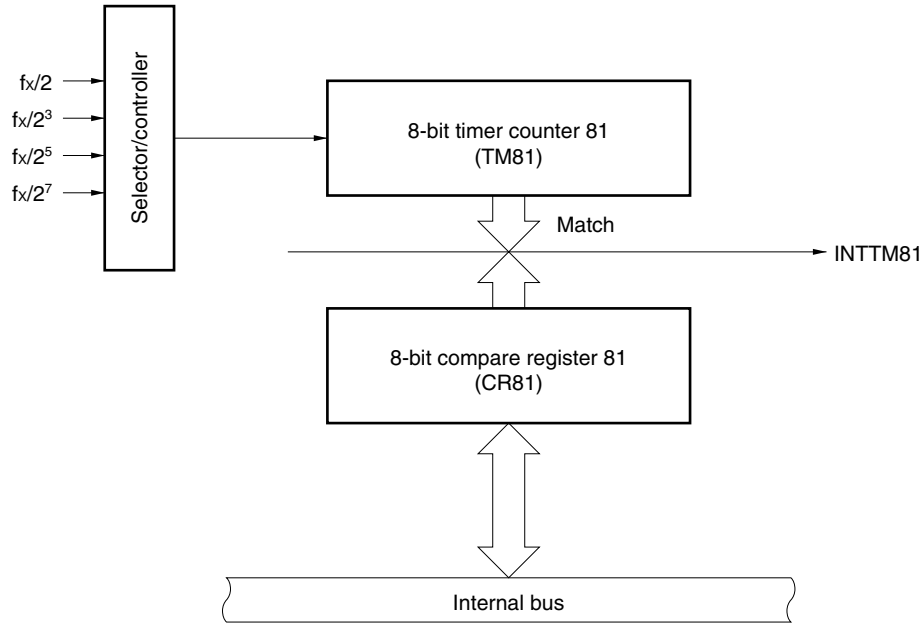 fX/2
fX/2³
fX/2⁵
fX/2⁷
Selector/controller
8-bit timer counter 81
(TM81)
Match
INTTM81
8-bit compare register 81
(CR81)
Internal bus